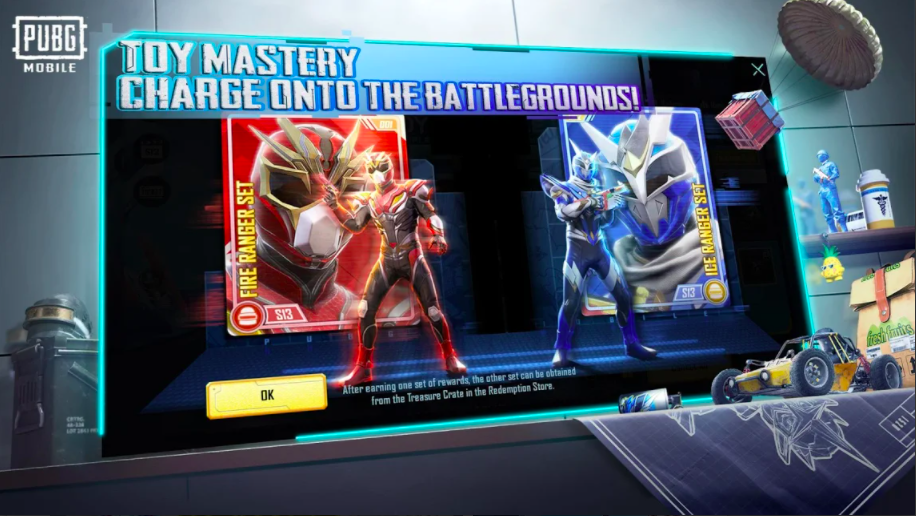 PUBG
MOBILE
TOY MASTERY
CHARGE ONTO THE BATTLEGROUNDS!
FIRE RANGER SET
S13
ICE RANGER SET
S13
OK
After earning one set of rewards, the other set can be obtained
from the Treasure Crate in the Redemption Store.